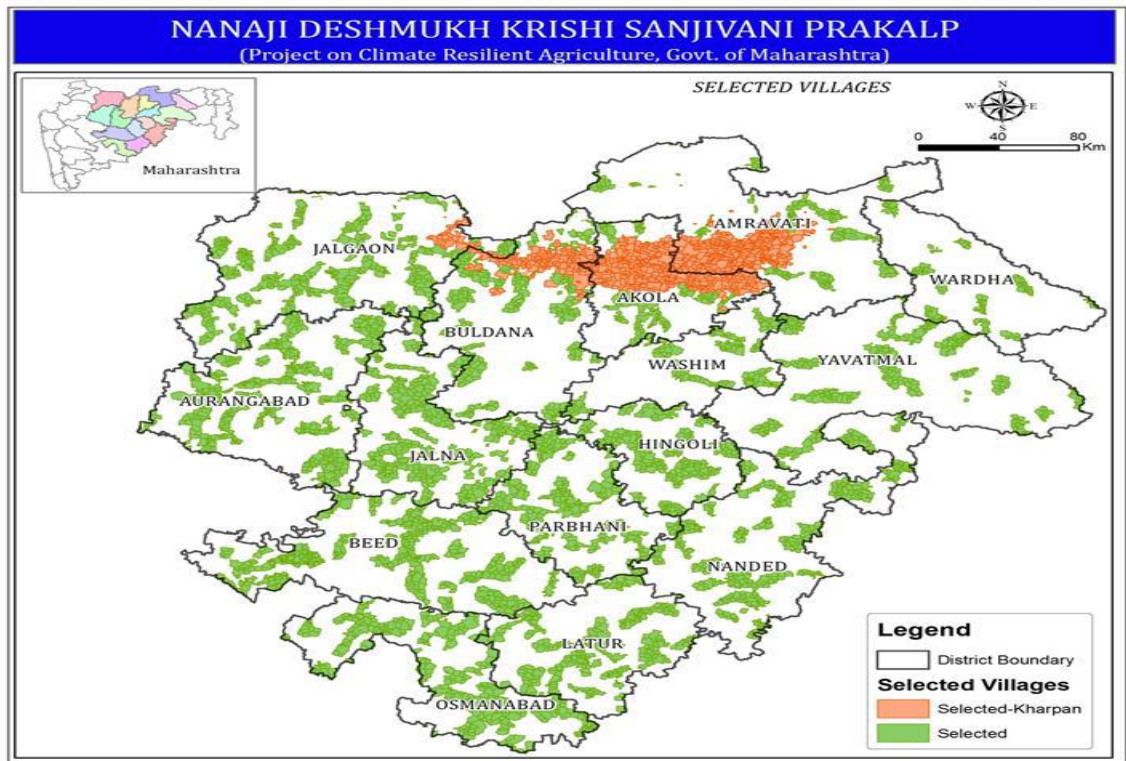 NANAJI DESHMUKH KRISHI SANJIVANI PRAKALP
(Project on Climate Resilient Agriculture, Govt. of Maharashtra)
SELECTED VILLAGES
N
W E
S
0 40 80
Km
Maharashtra
AMRAVATI
JALGAON
WARDHA
AKOLA
BULDANA
WASHIM
YAVATMAL
AURANGABAD
HINGOLI
JALNA
PARBHANI
BEED
NANDED
LATUR
OSMANABAD
Legend
District Boundary
Selected Villages
Selected-Kharpan
Selected